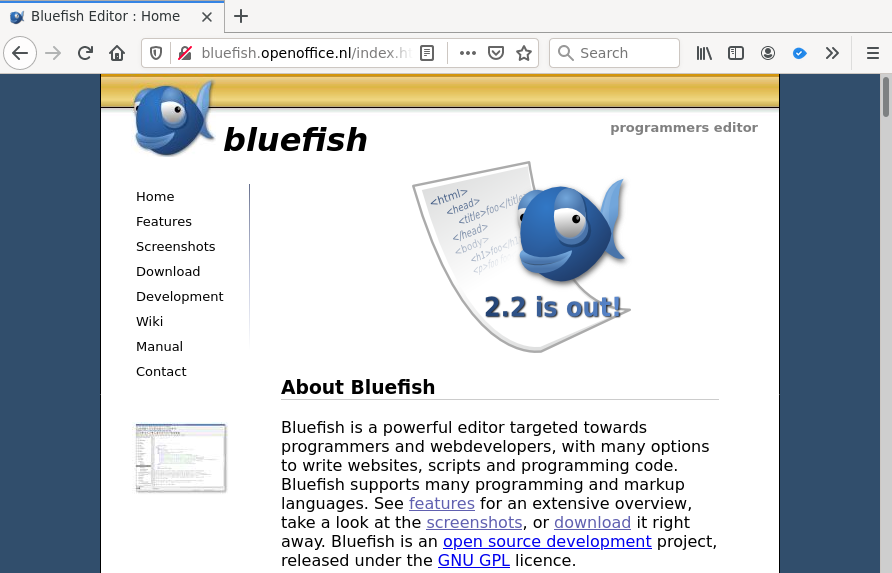 Bluefish Editor : Home
bluefish.openoffice.nl/index.h
Search
bluefish
programmers editor
Home
Features
Screenshots
Download
Development
Wiki
Manual
Contact
<html>
<head>
<title>foo</title
</head>
<body>
<h1>foo</h1
<p>foo
2.2 is out!
About Bluefish
Bluefish is a powerful editor targeted towards
programmers and webdevelopers, with many options
to write websites, scripts and programming code.
Bluefish supports many programming and markup
languages. See features for an extensive overview,
take a look at the screenshots, or download it right
away. Bluefish is an open source development project,
released under the GNU GPL licence.